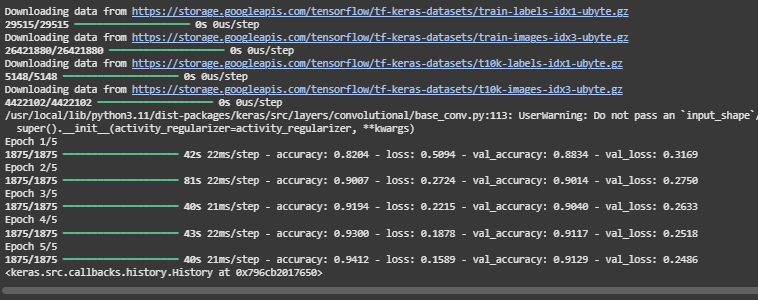 Downloading data from https://storage.googleapis.com/tensorflow/tf-keras-datasets/train-labels-idx1-ubyte.gz
29515/29515 ━━━━━━━━━━━━━━━━━━━━ 0s 0us/step
Downloading data from https://storage.googleapis.com/tensorflow/tf-keras-datasets/train-images-idx3-ubyte.gz
26421880/26421880 ━━━━━━━━━━━━━━━━━━━━ 0s 0us/step
Downloading data from https://storage.googleapis.com/tensorflow/tf-keras-datasets/t10k-labels-idx1-ubyte.gz
5148/5148 ━━━━━━━━━━━━━━━━━━━━ 0s 0us/step
Downloading data from https://storage.googleapis.com/tensorflow/tf-keras-datasets/t10k-images-idx3-ubyte.gz
4422102/4422102 ━━━━━━━━━━━━━━━━━━━━ 0s 0us/step
/usr/local/lib/python3.11/dist-packages/keras/src/layers/convolutional/base_conv.py:113: UserWarning: Do not pass an `input_shape`/
super().__init__(activity_regularizer=activity_regularizer, **kwargs)
Epoch 1/5
1875/1875 ━━━━━━━━━━━━━━━━━━━━ 42s 22ms/step - accuracy: 0.8204 - loss: 0.5094 - val_accuracy: 0.8834 - val_loss: 0.3169
Epoch 2/5
1875/1875 ━━━━━━━━━━━━━━━━━━━━ 81s 22ms/step - accuracy: 0.9007 - loss: 0.2724 - val_accuracy: 0.9014 - val_loss: 0.2750
Epoch 3/5
1875/1875 ━━━━━━━━━━━━━━━━━━━━ 40s 21ms/step - accuracy: 0.9194 - loss: 0.2215 - val_accuracy: 0.9040 - val_loss: 0.2633
Epoch 4/5
1875/1875 ━━━━━━━━━━━━━━━━━━━━ 43s 22ms/step - accuracy: 0.9300 - loss: 0.1878 - val_accuracy: 0.9117 - val_loss: 0.2518
Epoch 5/5
1875/1875 ━━━━━━━━━━━━━━━━━━━━ 40s 21ms/step - accuracy: 0.9412 - loss: 0.1589 - val_accuracy: 0.9129 - val_loss: 0.2486
<keras.src.callbacks.history.History at 0x796cb2017650>